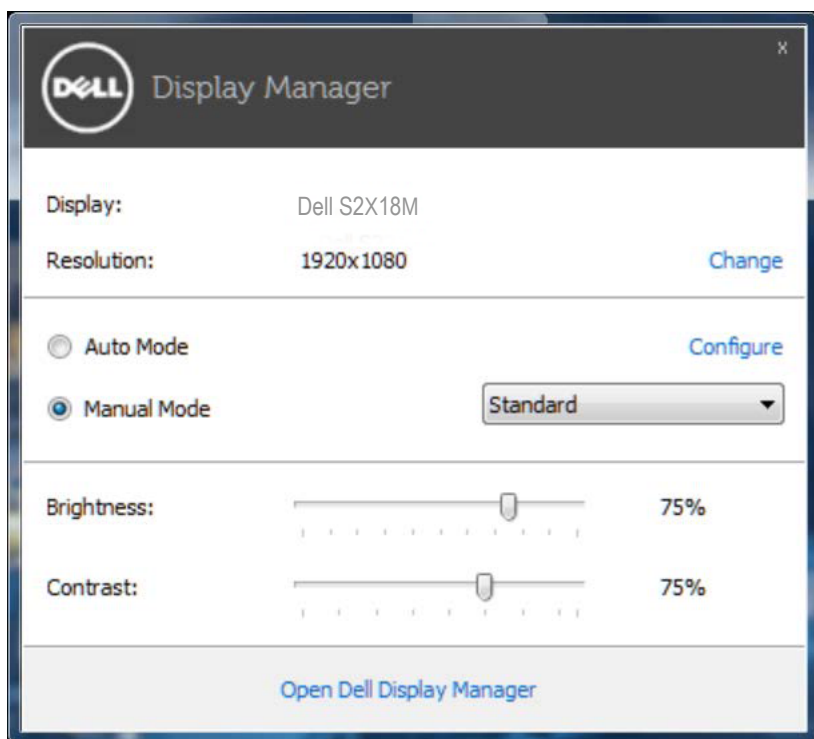 x
DELL Display Manager
Display: Dell S2X18M
Resolution: 1920x1080 Change
Auto Mode Configure
Manual Mode Standard
Brightness: 75%
Contrast: 75%
Open Dell Display Manager